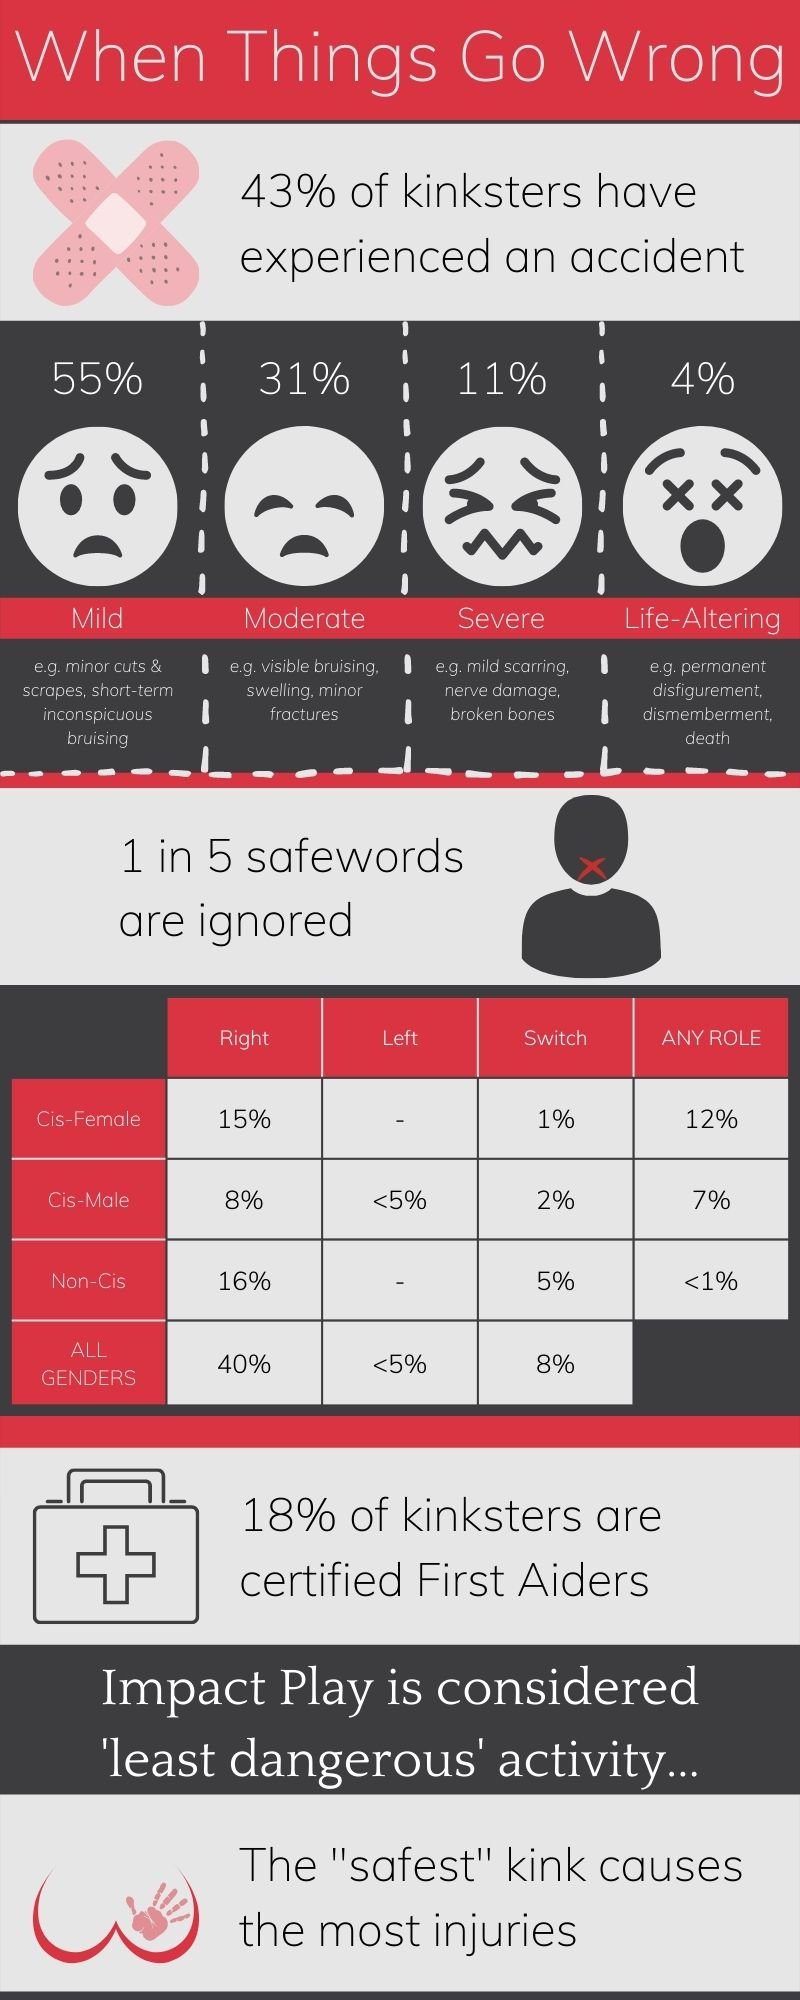 When Things Go Wrong
43% of kinksters have
experienced an accident
55% 31% 11% 4%
Mild Moderate Severe Life-Altering
e.g. minor cuts &
scrapes, short-term
inconspicuous
bruising
e.g. visible bruising,
swelling, minor
fractures
e.g. mild scarring,
nerve damage,
broken bones
e.g. permanent
disfigurement,
dismemberment,
death
1 in 5 safewords
are ignored
Right Left Switch ANY ROLE
Cis-Female 15% - 1% 12%
Cis-Male 8% <5% 2% 7%
Non-Cis 16% - 5% <1%
ALL
GENDERS 40% <5% 8%
18% of kinksters are
certified First Aiders
Impact Play is considered
'least dangerous' activity...
The "safest" kink causes
the most injuries